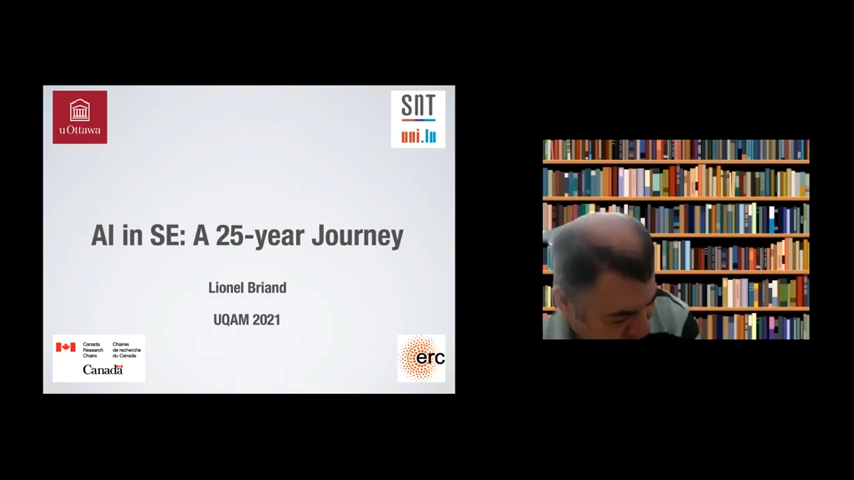 uOttawa
SNT
uni.lu
AI in SE: A 25-year Journey
Lionel Briand
UQAM 2021
Canada Chaires
Research de recherche
Chairs du Canada
Canada
erc